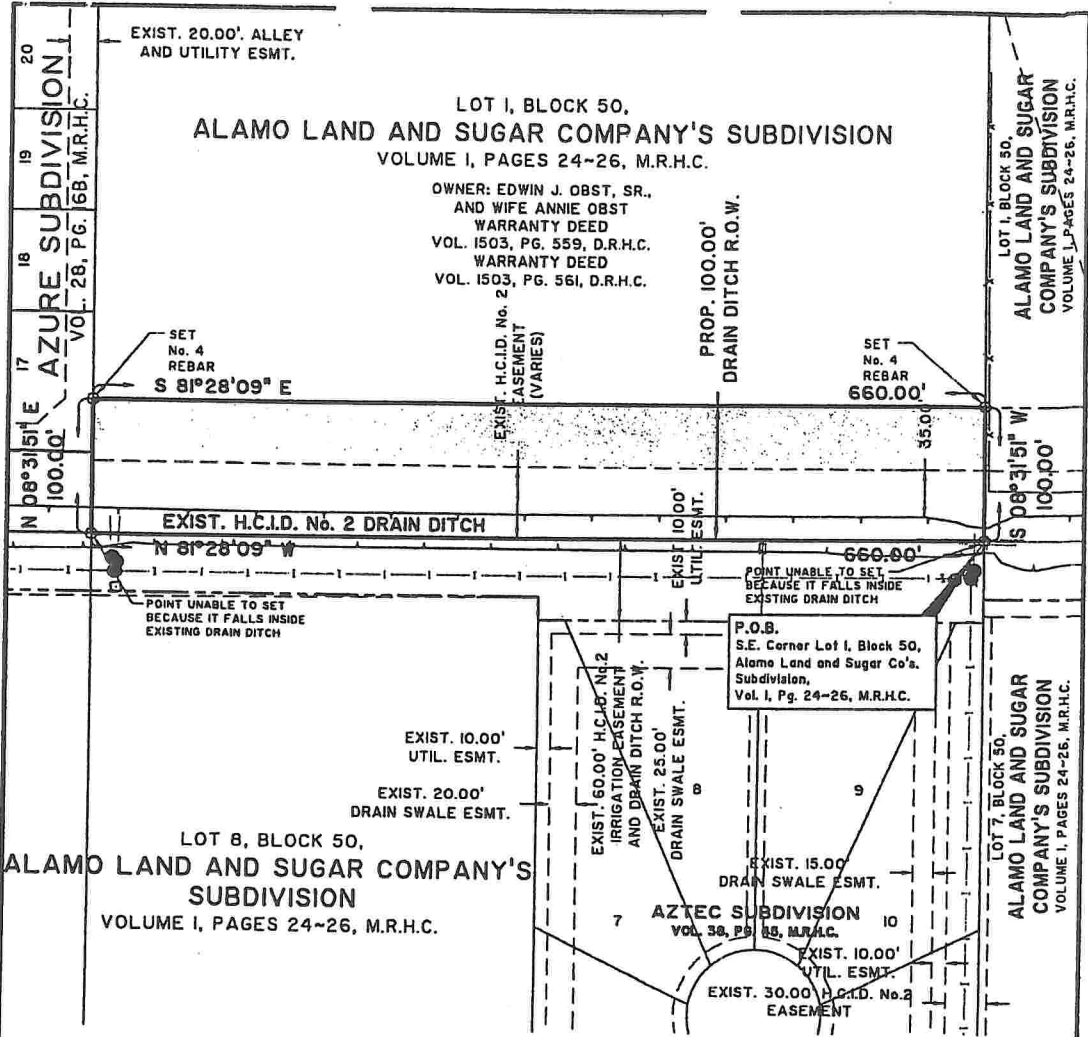 EXIST. 20.00'. ALLEY
AND UTILITY ESMT.
20
19
18
17
AZURE SUBDIVISION
VOL. 28, PG. 16B, M.R.H.C.
LOT 1, BLOCK 50,
ALAMO LAND AND SUGAR COMPANY'S SUBDIVISION
VOLUME 1, PAGES 24~26, M.R.H.C.
OWNER: EDWIN J. OBST, SR.,
AND WIFE ANNIE OBST
WARRANTY DEED
VOL. 1503, PG. 559, D.R.H.C.
WARRANTY DEED
VOL. 1503, PG. 561, D.R.H.C.
LOT 1, BLOCK 50,
ALAMO LAND AND SUGAR
COMPANY'S SUBDIVISION
VOLUME 1, PAGES 24~26, M.R.H.C.
EXIST. H.C.I.D. No. 2
EASEMENT
(VARIES)
PROP. 100.00'
DRAIN DITCH R.O.W.
SET
No. 4
REBAR
S 81°28'09" E
SET
No. 4
REBAR
660.00'
35.00'
N 08°31'51" E
100.00'
S 08°31'51" W
100.00'
EXIST. H.C.I.D. No. 2 DRAIN DITCH
N 81°28'09" W
660.00'
POINT UNABLE TO SET
BECAUSE IT FALLS INSIDE
EXISTING DRAIN DITCH
EXIST 10.00'
UTIL. ESMT.
POINT UNABLE TO SET
BECAUSE IT FALLS INSIDE
EXISTING DRAIN DITCH
P.O.B.
S.E. Corner Lot 1, Block 50,
Alamo Land and Sugar Co's.
Subdivision,
Vol. 1, Pg. 24~26, M.R.H.C.
EXIST. 10.00'
UTIL. ESMT.
EXIST. 20.00'
DRAIN SWALE ESMT.
EXIST. 60.00' H.C.I.D. No.2
IRRIGATION EASEMENT
AND DRAIN DITCH R.O.W.
EXIST. 25.00'
DRAIN SWALE ESMT.
8
9
LOT 8, BLOCK 50,
ALAMO LAND AND SUGAR COMPANY'S
SUBDIVISION
VOLUME 1, PAGES 24~26, M.R.H.C.
EXIST. 15.00'
DRAIN SWALE ESMT.
7
AZTEC SUBDIVISION
10
VOL. 38, PG. 45, M.R.H.C.
EXIST. 10.00'
UTIL. ESMT.
EXIST. 30.00' H.C.I.D. No.2
EASEMENT
LOT 7, BLOCK 50,
ALAMO LAND AND SUGAR
COMPANY'S SUBDIVISION
VOLUME 1, PAGES 24~26, M.R.H.C.